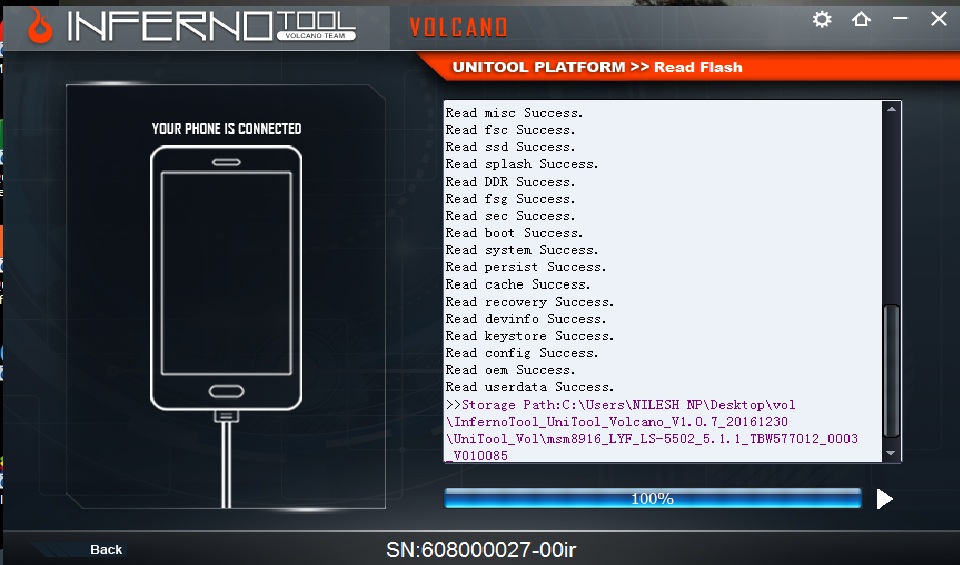 INFERNO TOOL
VOLCANO TEAM
VOLCANO
UNITOOL PLATFORM >> Read Flash
YOUR PHONE IS CONNECTED
Read misc Success.
Read fsc Success.
Read ssd Success.
Read splash Success.
Read DDR Success.
Read fsg Success.
Read sec Success.
Read boot Success.
Read system Success.
Read persist Success.
Read cache Success.
Read recovery Success.
Read devinfo Success.
Read keystore Success.
Read config Success.
Read oem Success.
Read userdata Success.
>>Storage Path:C:\Users\NILESH NP\Desktop\vol
\InfernoTool_UniTool_Volcano_V1.0.7_20161230
\UniTool_Vol\msm8916_LYF_LS-5502_5.1.1_TBW577012_0003
_V010085
100%
Back
SN:608000027-00ir